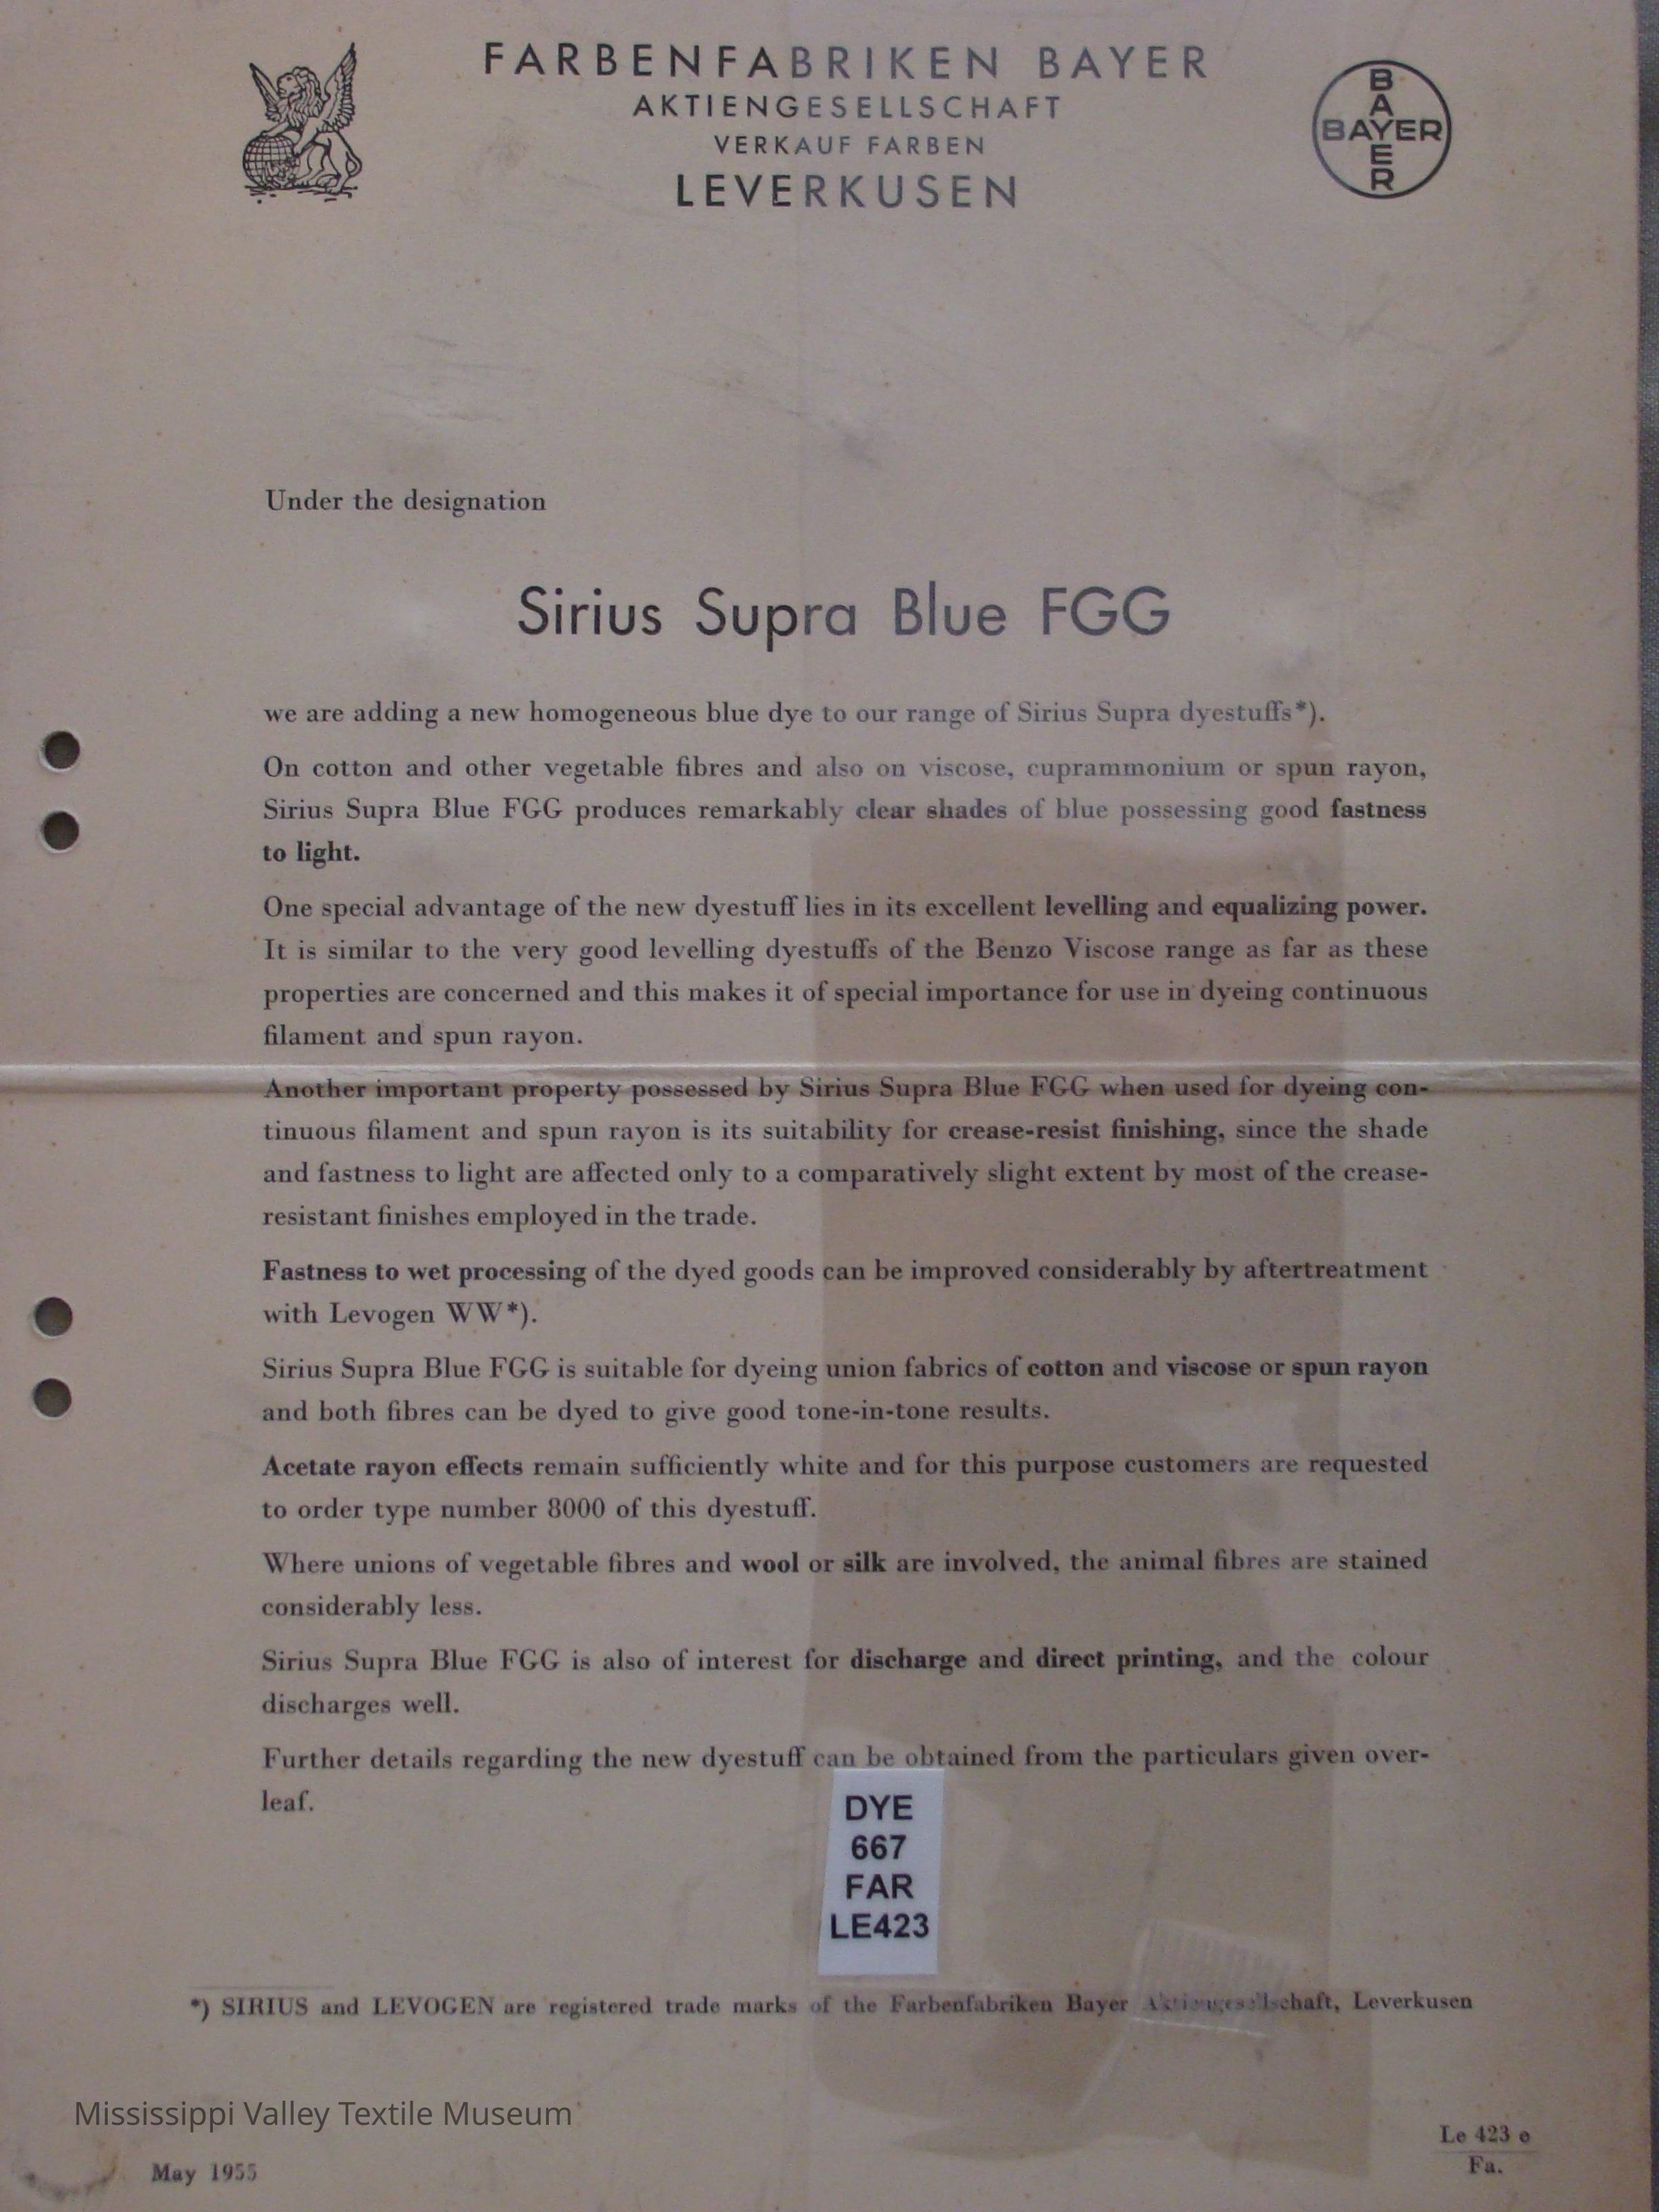 FARBENFABRIKEN BAYER
AKTIENGESELLSCHAFT
VERKAUF FARBEN
LEVERKUSEN
BAYER
BAYER
Under the designation
Sirius Supra Blue FGG
we are adding a new homogeneous blue dye to our range of Sirius Supra dyestuffs*).
On cotton and other vegetable fibres and also on viscose, cuprammonium or spun rayon,
Sirius Supra Blue FGG produces remarkably clear shades of blue possessing good fastness
to light.
One special advantage of the new dyestuff lies in its excellent levelling and equalizing power.
It is similar to the very good levelling dyestuffs of the Benzo Viscose range as far as these
properties are concerned and this makes it of special importance for use in dyeing continuous
filament and spun rayon.
Another important property possessed by Sirius Supra Blue FGG when used for dyeing con-
tinuous filament and spun rayon is its suitability for crease-resist finishing, since the shade
and fastness to light are affected only to a comparatively slight extent by most of the crease-
resistant finishes employed in the trade.
Fastness to wet processing of the dyed goods can be improved considerably by aftertreatment
with Levogen WW*).
Sirius Supra Blue FGG is suitable for dyeing union fabrics of cotton and viscose or spun rayon
and both fibres can be dyed to give good tone-in-tone results.
Acetate rayon effects remain sufficiently white and for this purpose customers are requested
to order type number 8000 of this dyestuff.
Where unions of vegetable fibres and wool or silk are involved, the animal fibres are stained
considerably less.
Sirius Supra Blue FGG is also of interest for discharge and direct printing, and the colour
discharges well.
Further details regarding the new dyestuff can be obtained from the particulars given over-
leaf.
DYE
667
FAR
LE423
*) SIRIUS and LEVOGEN are registered trade marks of the Farbenfabriken Bayer Aktiengesellschaft, Leverkusen
Mississippi Valley Textile Museum
May 1955
Le 423 e
Fa.